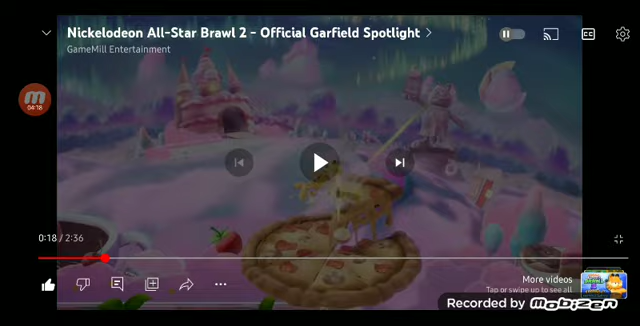 Nickelodeon All-Star Brawl 2 - Official Garfield Spotlight
GameMill Entertainment
CC
04:18
0:18 / 2:36
More videos
Tap or swipe up to see all
Recorded by Mobizen